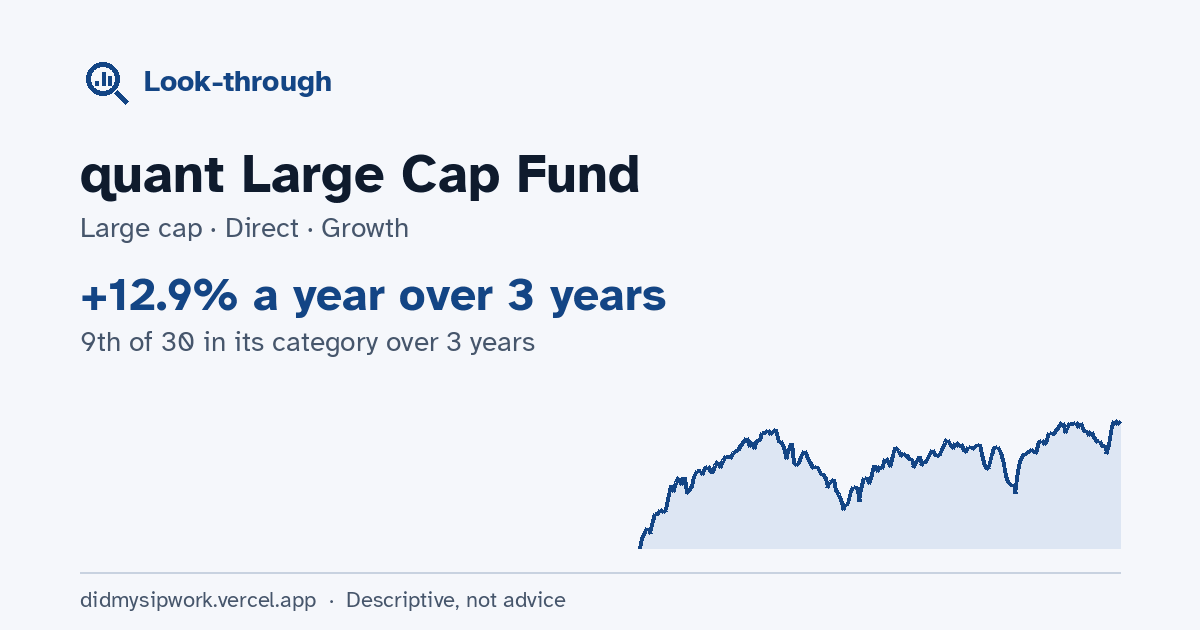 Look-through
quant Large Cap Fund
Large cap · Direct · Growth
+12.9% a year over 3 years
9th of 30 in its category over 3 years
didmysipwork.vercel.app · Descriptive, not advice